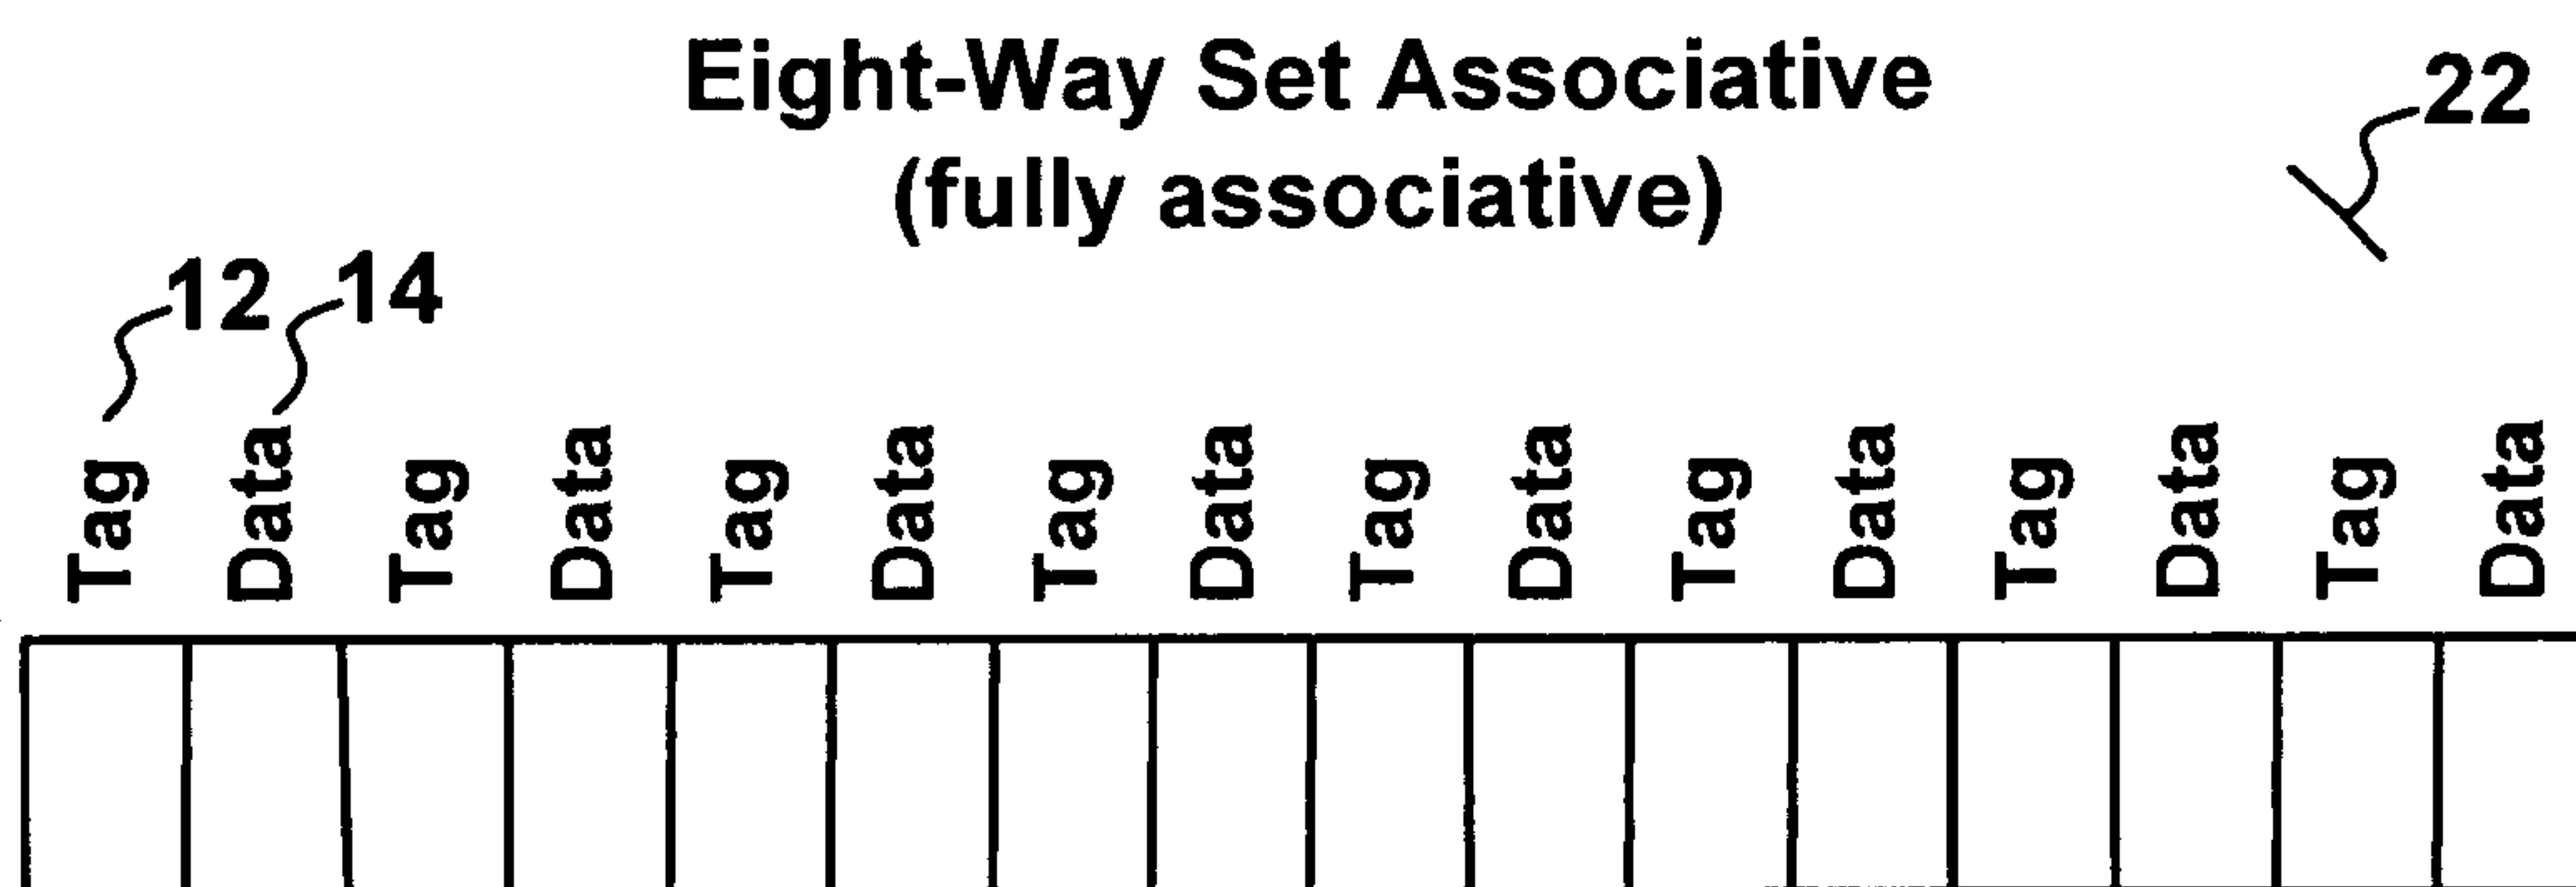 Eight-Way Set Associative
(fully associative)
22
12 14
Tag Data Tag Data Tag Data Tag Data Tag Data Tag Data Tag Data Tag Data